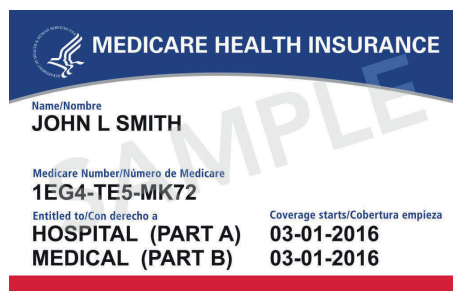 MEDICARE HEALTH INSURANCE
Name/Nombre
JOHN L SMITH
Medicare Number/Número de Medicare
1EG4-TE5-MK72
Entitled to/Con derecho a
Coverage starts/Cobertura empieza
HOSPITAL (PART A) 03-01-2016
MEDICAL (PART B) 03-01-2016
SAMPLE